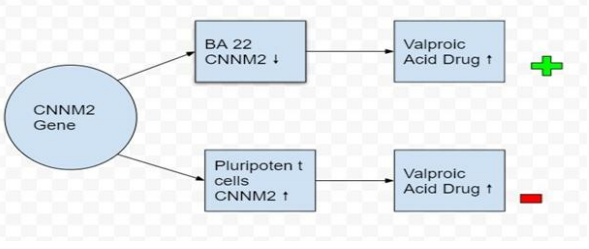 BA 22
CNNM2 ↓
Valproic
Acid Drug ↑
CNNM2
Gene
Pluripoten t
cells
CNNM2 ↑
Valproic
Acid Drug ↑